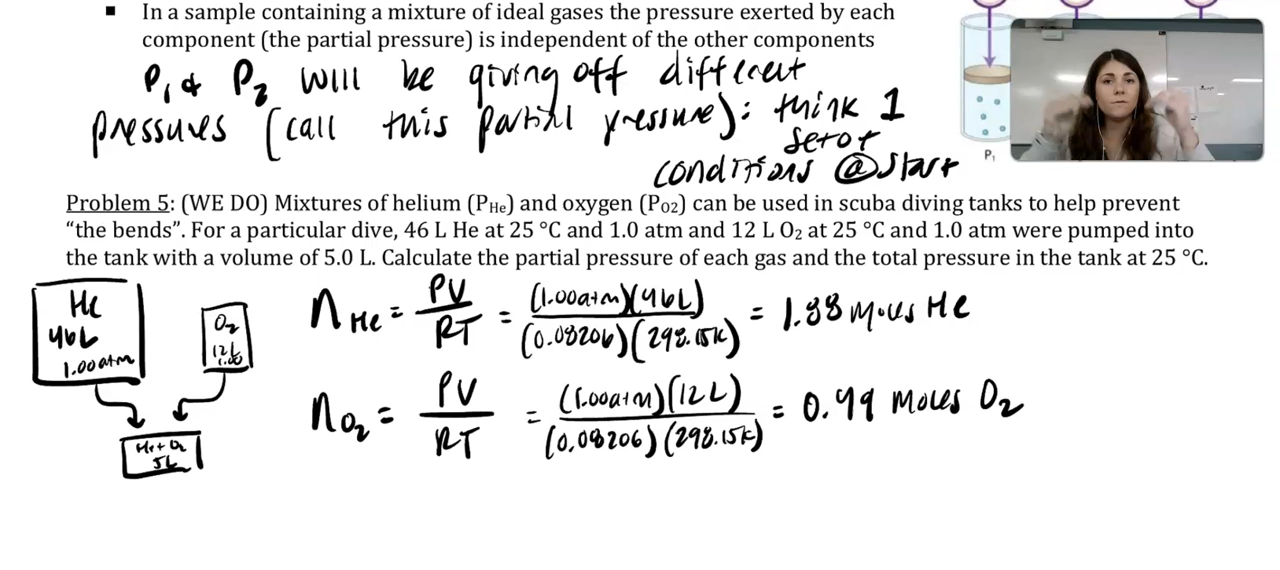 ▪ In a sample containing a mixture of ideal gases the pressure exerted by each
component (the partial pressure) is independent of the other components
P₁ & P₂ will be giving off different
pressures (call this partial pressure): think 1
set of
conditions @ start
P₁
Problem 5: (WE DO) Mixtures of helium (P_He) and oxygen (P_O2) can be used in scuba diving tanks to help prevent
"the bends". For a particular dive, 46 L He at 25 °C and 1.0 atm and 12 L O₂ at 25 °C and 1.0 atm were pumped into
the tank with a volume of 5.0 L. Calculate the partial pressure of each gas and the total pressure in the tank at 25 °C.
He
46L
1.00atm
O₂
12L
1.00
He + O₂
5L
n_He = PV/RT = (1.00atm)(46L)/(0.08206)(298.15K) = 1.88 moles He
n_O₂ = PV/RT = (1.00atm)(12L)/(0.08206)(298.15K) = 0.49 moles O₂